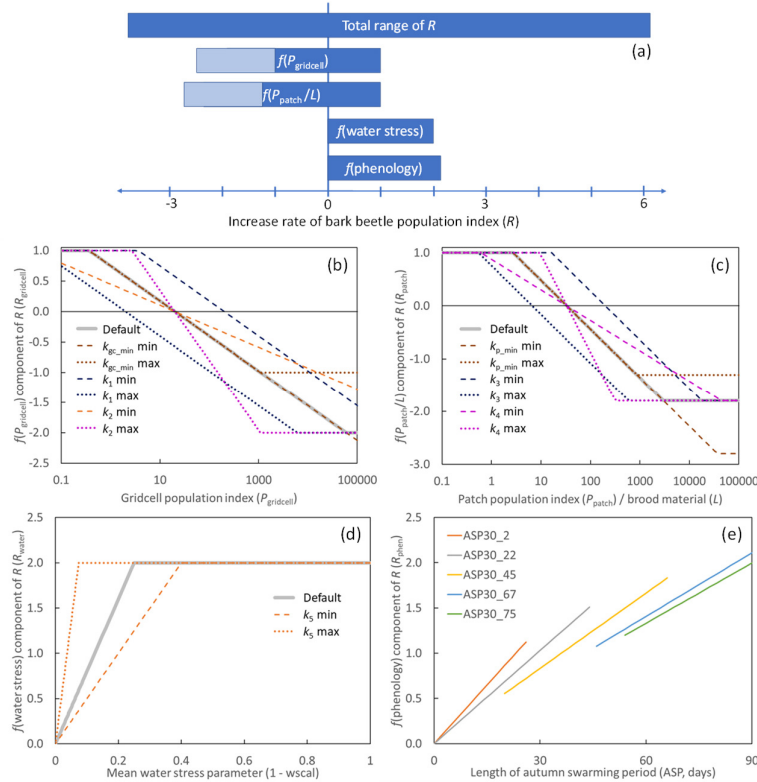 Total range of R
(a)
f(Pgridcell)
f(Ppatch/L)
f(water stress)
f(phenology)
-3 0 3 6
Increase rate of bark beetle population index (R)
f(Pgridcell) component of R (Rgridcell)
1.0
0.5
0.0
-0.5
-1.0
-1.5
-2.0
-2.5
(b)
Default
kgc_min min
kgc_min max
k1 min
k1 max
k2 min
k2 max
0.1 10 1000 100000
Gridcell population index (Pgridcell)
f(Ppatch/L) component of R (Rpatch)
1.0
0.0
-1.0
-2.0
-3.0
(c)
Default
kp_min min
kp_min max
k3 min
k3 max
k4 min
k4 max
0.1 1 10 100 1000 10000 100000
Patch population index (Ppatch) / brood material (L)
f(water stress) component of R (Rwater)
2.5
2.0
1.5
1.0
0.5
0.0
(d)
Default
k5 min
k5 max
0 0.2 0.4 0.6 0.8 1
Mean water stress parameter (1 - wscal)
f(phenology) component of R (Rphen)
2.5
2.0
1.5
1.0
0.5
0.0
(e)
ASP30_2
ASP30_22
ASP30_45
ASP30_67
ASP30_75
0 30 60 90
Length of autumn swarming period (ASP, days)